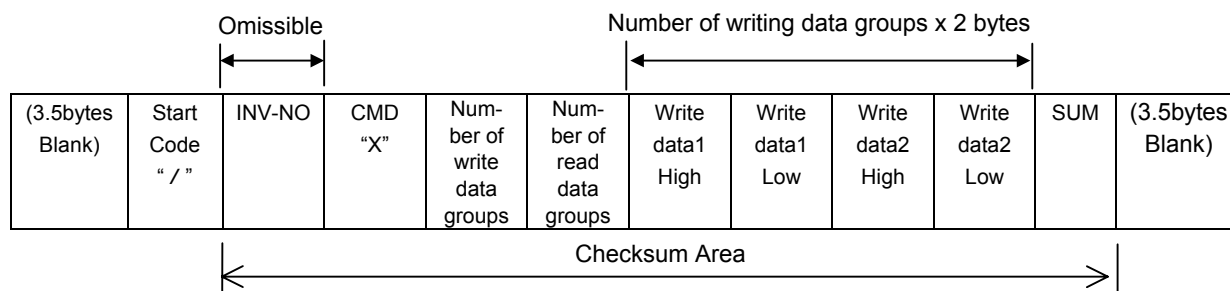 Omissible
Number of writing data groups x 2 bytes
(3.5bytes
Blank)
Start
Code
“ / ”
INV-NO
CMD
“X”
Num-
ber of
write
data
groups
Num-
ber of
read
data
groups
Write
data1
High
Write
data1
Low
Write
data2
High
Write
data2
Low
SUM
(3.5bytes
Blank)
Checksum Area